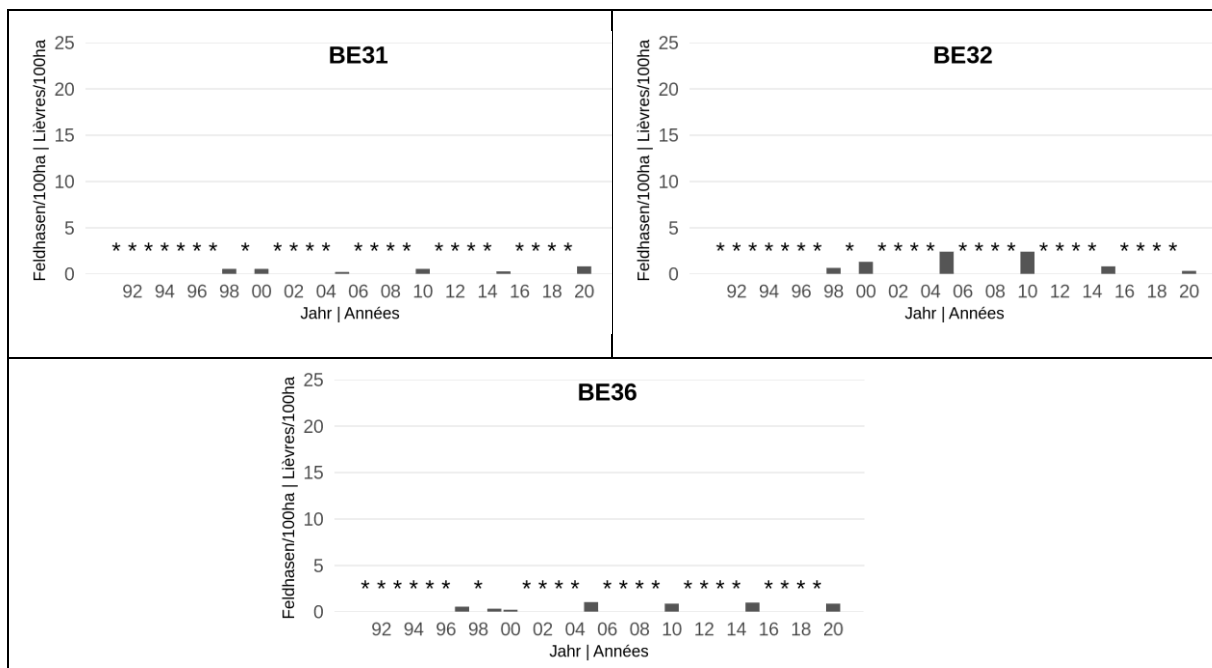 BE31
Feldhasen/100ha | Lièvres/100ha
25
20
15
10
5
0
* * * * * * * * * * * * * * * * * * * * * * * *
92 94 96 98 00 02 04 06 08 10 12 14 16 18 20
Jahr | Années
BE32
Feldhasen/100ha | Lièvres/100ha
25
20
15
10
5
0
* * * * * * * * * * * * * * * * * * * * * * * *
92 94 96 98 00 02 04 06 08 10 12 14 16 18 20
Jahr | Années
BE36
Feldhasen/100ha | Lièvres/100ha
25
20
15
10
5
0
* * * * * * * * * * * * * * * * * * * * * * *
92 94 96 98 00 02 04 06 08 10 12 14 16 18 20
Jahr | Années